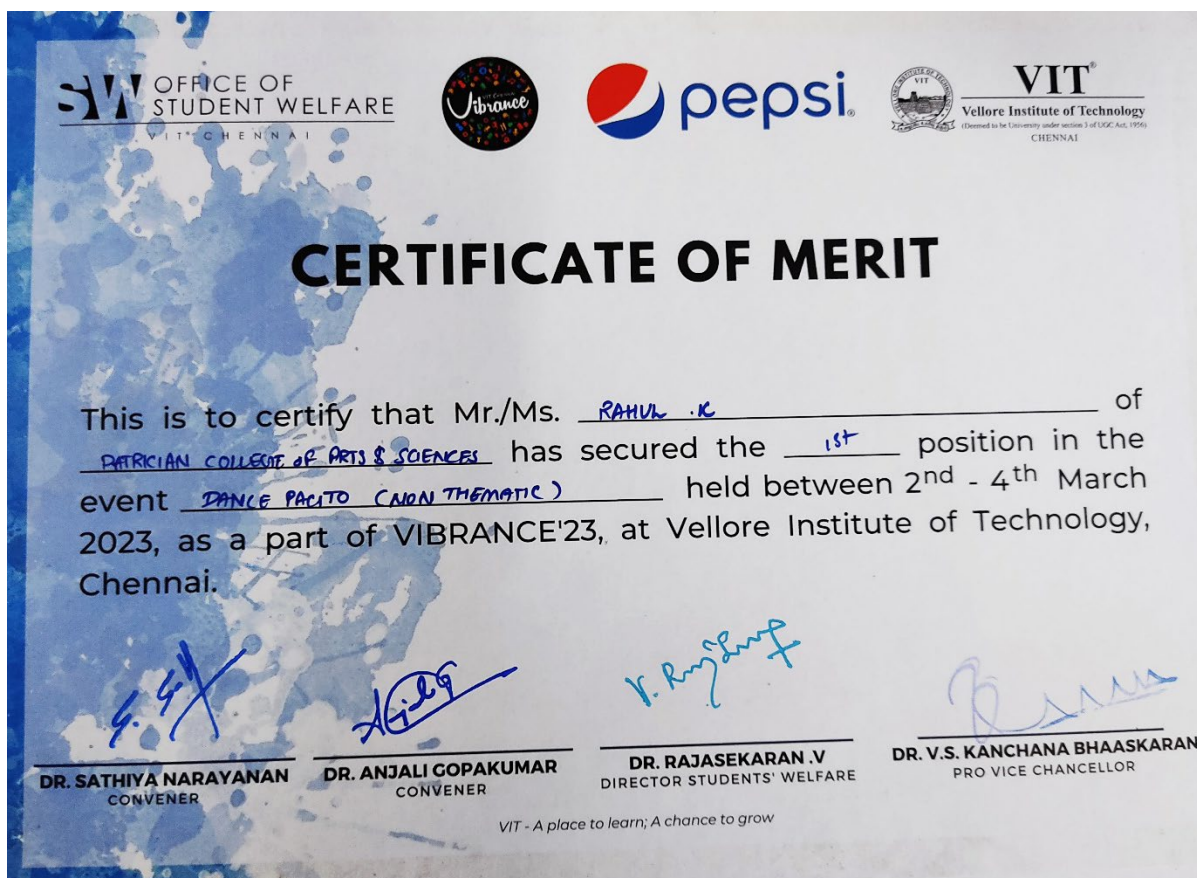 SW OFFICE OF
STUDENT WELFARE
VIT® CHENNAI
VIT CHENNAI
Vibrance
pepsi.
VIT
VIT®
Vellore Institute of Technology
(Deemed to be University under section 3 of UGC Act, 1956)
CHENNAI
CERTIFICATE OF MERIT
This is to certify that Mr./Ms. RAHUL .K of
PATRICIAN COLLEGE OF ARTS & SCIENCES has secured the 1st position in the
event DANCE PACITO (NON THEMATIC) held between 2nd - 4th March
2023, as a part of VIBRANCE'23, at Vellore Institute of Technology,
Chennai.
DR. SATHIYA NARAYANAN
CONVENER
DR. ANJALI GOPAKUMAR
CONVENER
DR. RAJASEKARAN .V
DIRECTOR STUDENTS' WELFARE
DR. V.S. KANCHANA BHAASKARAN
PRO VICE CHANCELLOR
VIT - A place to learn; A chance to grow